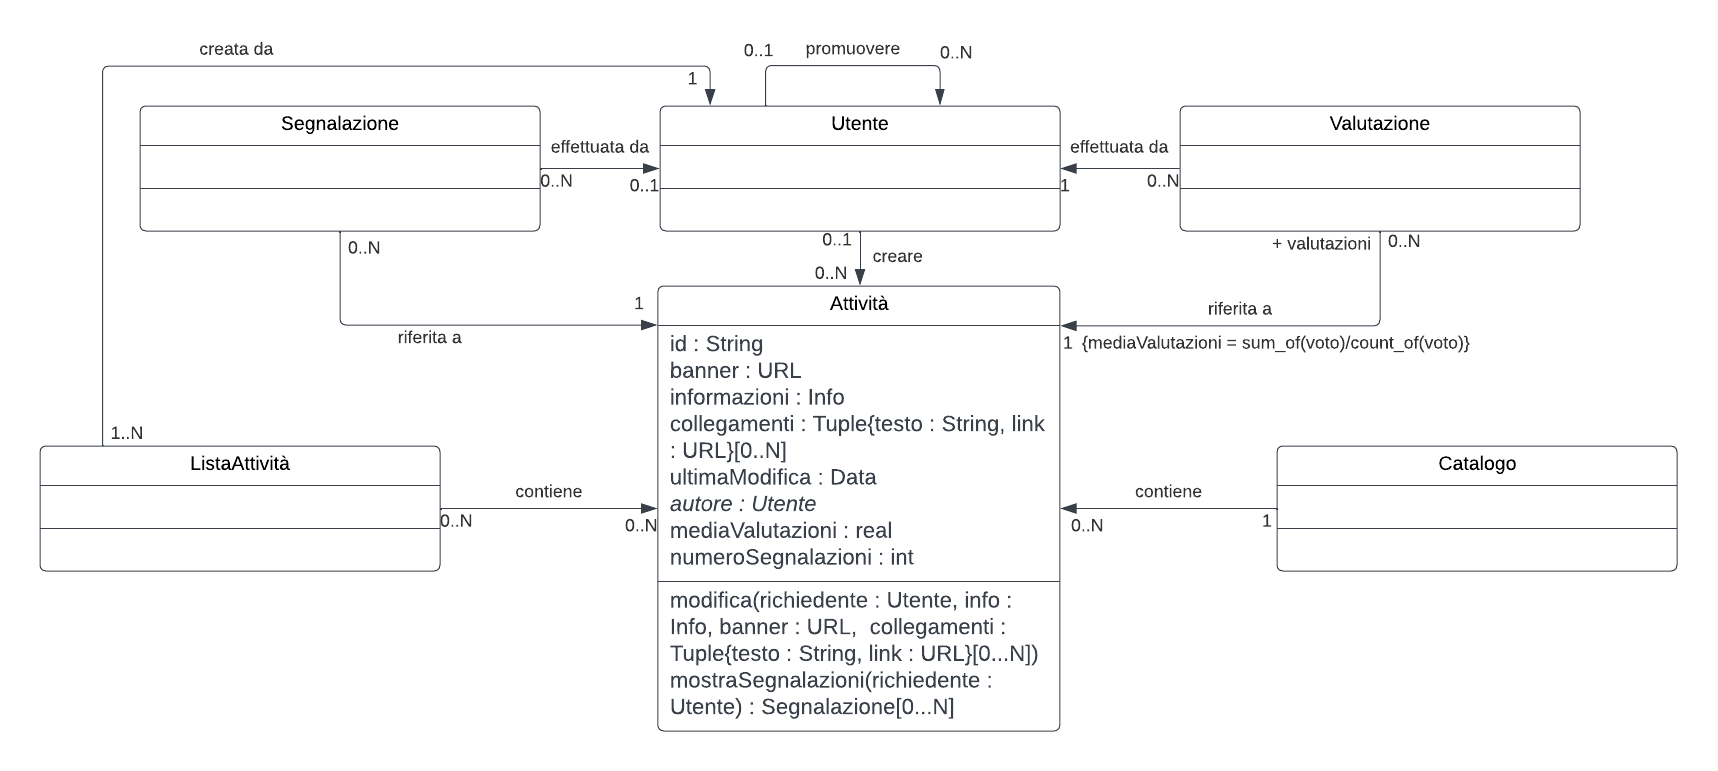 creata da
1
0..1
promuovere
0..N
Segnalazione
effettuata da
0..N
0..1
Utente
effettuata da
1
0..N
Valutazione
0..N
0..1
creare
0..N
+ valutazioni
0..N
1
riferita a
riferita a
1 {mediaValutazioni = sum_of(voto)/count_of(voto)}
Attività
id : String
banner : URL
informazioni : Info
collegamenti : Tuple{testo : String, link
: URL}[0..N]
ultimaModifica : Data
autore : Utente
mediaValutazioni : real
numeroSegnalazioni : int
modifica(richiedente : Utente, info :
Info, banner : URL,  collegamenti :
Tuple{testo : String, link : URL}[0...N])
mostraSegnalazioni(richiedente :
Utente) : Segnalazione[0...N]
1..N
ListaAttività
contiene
0..N
0..N
contiene
0..N
1
Catalogo